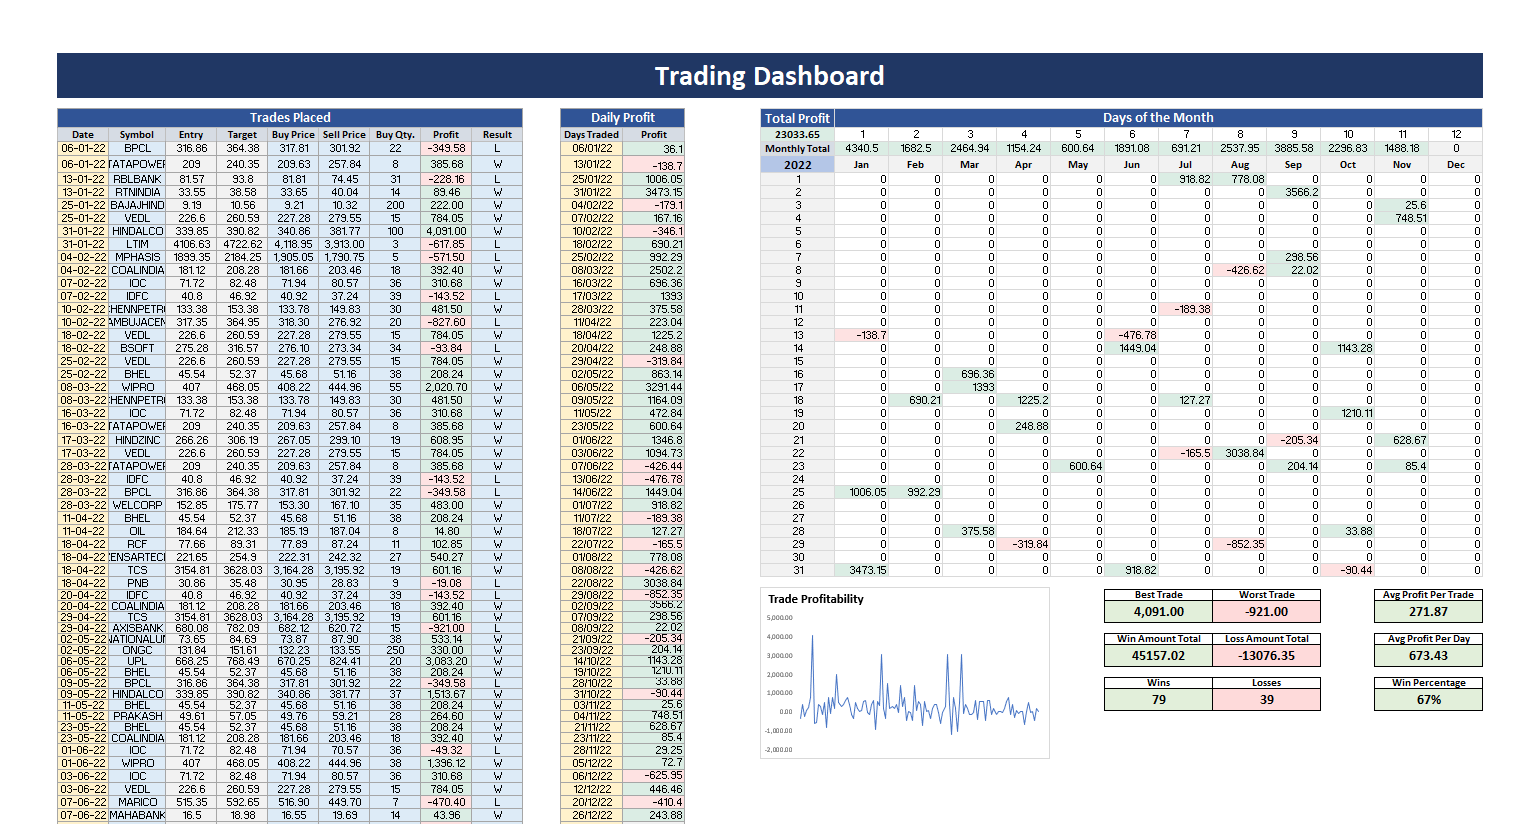 Trading Dashboard
Trades Placed
Date Symbol Entry Target Buy Price Sell Price Buy Qty. Profit Result
06-01-22 BPCL 316.86 364.38 317.81 301.92 22 -349.58 L
06-01-22 TATAPOWER 209 240.35 209.63 257.84 8 385.68 W
13-01-22 RBLBANK 81.57 93.8 81.81 74.45 31 -228.16 L
13-01-22 RTNINDIA 33.55 38.58 33.65 40.04 14 89.46 W
25-01-22 BAJAJHIND 9.19 10.56 9.21 10.32 200 222.00 W
25-01-22 VEDL 226.6 260.59 227.28 279.55 15 784.05 W
31-01-22 HINDALCO 339.85 390.82 340.86 381.77 100 4,091.00 W
31-01-22 LTIM 4106.63 4722.62 4,118.95 3,913.00 3 -617.85 L
04-02-22 MPHASIS 1899.35 2184.25 1,905.05 1,790.75 5 -571.50 L
04-02-22 COALINDIA 181.12 208.28 181.66 203.46 18 392.40 W
07-02-22 IOC 71.72 82.48 71.94 80.57 36 310.68 W
07-02-22 IDFC 40.8 46.92 40.92 37.24 39 -143.52 L
10-02-22 HENNPETR 133.38 153.38 133.78 149.83 30 481.50 W
10-02-22 AMBUJACEN 317.35 364.95 318.30 276.92 20 -827.60 L
18-02-22 VEDL 226.6 260.59 227.28 279.55 15 784.05 W
18-02-22 BSOFT 275.28 316.57 276.10 273.34 34 -93.84 L
25-02-22 VEDL 226.6 260.59 227.28 279.55 15 784.05 W
25-02-22 BHEL 45.54 52.37 45.68 51.16 38 208.24 W
08-03-22 WIPRO 407 468.05 408.22 444.96 55 2,020.70 W
08-03-22 HENNPETR 133.38 153.38 133.78 149.83 30 481.50 W
16-03-22 IOC 71.72 82.48 71.94 80.57 36 310.68 W
16-03-22 TATAPOWER 209 240.35 209.63 257.84 8 385.68 W
17-03-22 HINDZINC 266.26 306.19 267.05 299.10 19 608.95 W
17-03-22 VEDL 226.6 260.59 227.28 279.55 15 784.05 W
28-03-22 TATAPOWER 209 240.35 209.63 257.84 8 385.68 W
28-03-22 IDFC 40.8 46.92 40.92 37.24 39 -143.52 L
28-03-22 BPCL 316.86 364.38 317.81 301.92 22 -349.58 L
28-03-22 WELCORP 152.85 175.77 153.30 167.10 35 483.00 W
11-04-22 BHEL 45.54 52.37 45.68 51.16 38 208.24 W
11-04-22 OIL 184.64 212.33 185.19 187.04 8 14.80 W
18-04-22 RCF 77.66 89.31 77.89 87.24 11 102.85 W
18-04-22 ENSARTEC 221.65 254.9 222.31 242.32 27 540.27 W
18-04-22 TCS 3154.81 3628.03 3,164.28 3,195.92 19 601.16 W
18-04-22 PNB 30.86 35.48 30.95 28.83 9 -19.08 L
20-04-22 IDFC 40.8 46.92 40.92 37.24 39 -143.52 L
20-04-22 COALINDIA 181.12 208.28 181.66 203.46 18 392.40 W
29-04-22 TCS 3154.81 3628.03 3,164.28 3,195.92 19 601.16 W
29-04-22 AXISBANK 680.08 782.09 682.12 620.72 15 -921.00 L
02-05-22 NATIONALU 73.65 84.69 73.87 87.90 38 533.14 W
02-05-22 ONGC 131.84 151.61 132.23 133.55 250 330.00 W
06-05-22 UPL 668.25 768.49 670.25 824.41 20 3,083.20 W
06-05-22 BHEL 45.54 52.37 45.68 51.16 38 208.24 W
09-05-22 BPCL 316.86 364.38 317.81 301.92 22 -349.58 L
09-05-22 HINDALCO 339.85 390.82 340.86 381.77 37 1,513.67 W
11-05-22 BHEL 45.54 52.37 45.68 51.16 38 208.24 W
11-05-22 PRAKASH 49.61 57.05 49.76 59.21 28 264.60 W
23-05-22 BHEL 45.54 52.37 45.68 51.16 38 208.24 W
23-05-22 COALINDIA 181.12 208.28 181.66 203.46 18 392.40 W
01-06-22 IOC 71.72 82.48 71.94 70.57 36 -49.32 L
01-06-22 WIPRO 407 468.05 408.22 444.96 38 1,396.12 W
03-06-22 IOC 71.72 82.48 71.94 80.57 36 310.68 W
03-06-22 VEDL 226.6 260.59 227.28 279.55 15 784.05 W
07-06-22 MARICO 515.35 592.65 516.90 449.70 7 -470.40 L
07-06-22 MAHABANK 16.5 18.98 16.55 19.69 14 43.96 W
Daily Profit
Days Traded Profit
06/01/22 36.1
13/01/22 -138.7
25/01/22 1006.05
31/01/22 3473.15
04/02/22 -179.1
07/02/22 167.16
10/02/22 -346.1
18/02/22 690.21
25/02/22 992.29
08/03/22 2502.2
16/03/22 696.36
17/03/22 1393
28/03/22 375.58
11/04/22 223.04
18/04/22 1225.2
20/04/22 248.88
29/04/22 -319.84
02/05/22 863.14
06/05/22 3291.44
09/05/22 1164.09
11/05/22 472.84
23/05/22 600.64
01/06/22 1346.8
03/06/22 1094.73
07/06/22 -426.44
13/06/22 -476.78
14/06/22 1449.04
01/07/22 918.82
11/07/22 -189.38
18/07/22 127.27
22/07/22 -165.5
01/08/22 778.08
08/08/22 -426.62
22/08/22 3038.84
29/08/22 -852.35
02/09/22 3566.2
07/09/22 298.56
08/09/22 22.02
21/09/22 -205.34
23/09/22 204.14
14/10/22 1143.28
19/10/22 1210.11
28/10/22 33.88
31/10/22 -90.44
03/11/22 25.6
04/11/22 748.51
21/11/22 628.67
23/11/22 85.4
28/11/22 29.25
05/12/22 72.7
06/12/22 -625.95
12/12/22 446.46
20/12/22 -410.4
26/12/22 243.88
Total Profit Days of the Month
23033.65 1 2 3 4 5 6 7 8 9 10 11 12
Monthly Total 4340.5 1682.5 2464.94 1154.24 600.64 1891.08 691.21 2537.95 3885.58 2296.83 1488.18 0
2022 Jan Feb Mar Apr May Jun Jul Aug Sep Oct Nov Dec
1 0 0 0 0 0 0 918.82 778.08 0 0 0 0
2 0 0 0 0 0 0 0 0 3566.2 0 0 0
3 0 0 0 0 0 0 0 0 0 0 25.6 0
4 0 0 0 0 0 0 0 0 0 0 748.51 0
5 0 0 0 0 0 0 0 0 0 0 0 0
6 0 0 0 0 0 0 0 0 0 0 0 0
7 0 0 0 0 0 0 0 0 298.56 0 0 0
8 0 0 0 0 0 0 0 -426.62 22.02 0 0 0
9 0 0 0 0 0 0 0 0 0 0 0 0
10 0 0 0 0 0 0 0 0 0 0 0 0
11 0 0 0 0 0 0 -189.38 0 0 0 0 0
12 0 0 0 0 0 0 0 0 0 0 0 0
13 -138.7 0 0 0 0 -476.78 0 0 0 0 0 0
14 0 0 0 0 0 1449.04 0 0 0 1143.28 0 0
15 0 0 0 0 0 0 0 0 0 0 0 0
16 0 0 696.36 0 0 0 0 0 0 0 0 0
17 0 0 1393 0 0 0 0 0 0 0 0 0
18 0 690.21 0 1225.2 0 0 127.27 0 0 0 0 0
19 0 0 0 0 0 0 0 0 0 1210.11 0 0
20 0 0 0 248.88 0 0 0 0 0 0 0 0
21 0 0 0 0 0 0 0 0 -205.34 0 628.67 0
22 0 0 0 0 0 0 -165.5 3038.84 0 0 0 0
23 0 0 0 0 600.64 0 0 0 204.14 0 85.4 0
24 0 0 0 0 0 0 0 0 0 0 0 0
25 1006.05 992.29 0 0 0 0 0 0 0 0 0 0
26 0 0 0 0 0 0 0 0 0 0 0 0
27 0 0 0 0 0 0 0 0 0 0 0 0
28 0 0 375.58 0 0 0 0 0 0 33.88 0 0
29 0 0 0 -319.84 0 0 0 -852.35 0 0 0 0
30 0 0 0 0 0 0 0 0 0 0 0 0
31 3473.15 0 0 0 0 918.82 0 0 0 -90.44 0 0
Trade Profitability
5,000.00
4,000.00
3,000.00
2,000.00
1,000.00
0.00
-1,000.00
-2,000.00
Best Trade Worst Trade Avg Profit Per Trade
4,091.00 -921.00 271.87
Win Amount Total Loss Amount Total Avg Profit Per Day
45157.02 -13076.35 673.43
Wins Losses Win Percentage
79 39 67%